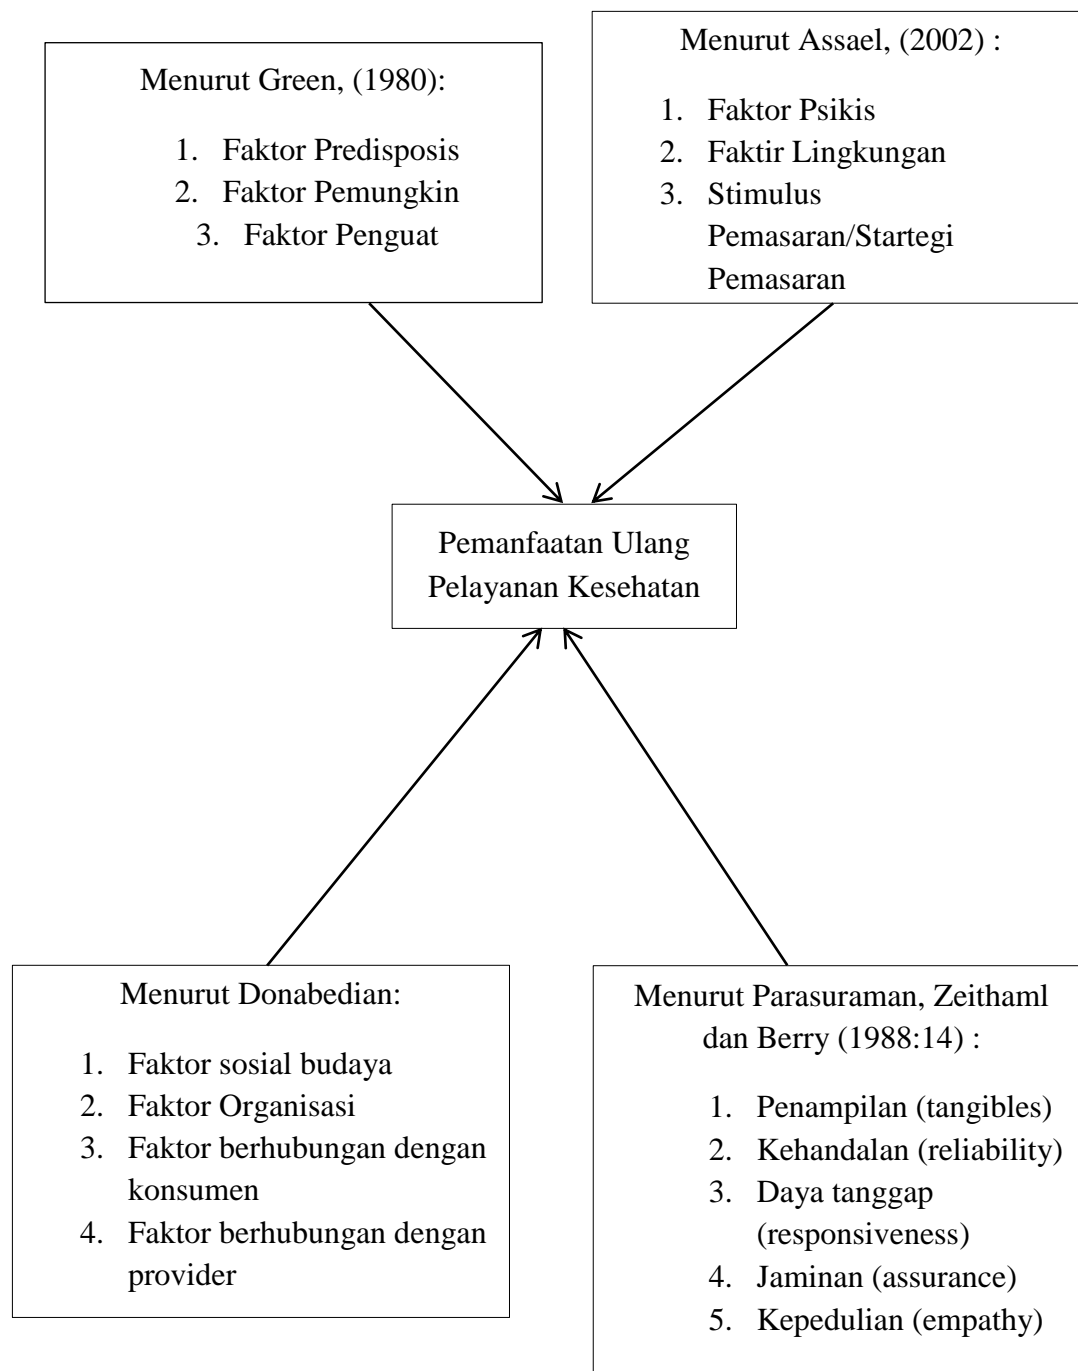 Menurut Green, (1980):
1. Faktor Predisposis
2. Faktor Pemungkin
3. Faktor Penguat
Menurut Assael, (2002) :
1. Faktor Psikis
2. Faktir Lingkungan
3. Stimulus
Pemasaran/Startegi
Pemasaran
Pemanfaatan Ulang
Pelayanan Kesehatan
Menurut Donabedian:
1. Faktor sosial budaya
2. Faktor Organisasi
3. Faktor berhubungan dengan
konsumen
4. Faktor berhubungan dengan
provider
Menurut Parasuraman, Zeithaml
dan Berry (1988:14) :
1. Penampilan (tangibles)
2. Kehandalan (reliability)
3. Daya tanggap
(responsiveness)
4. Jaminan (assurance)
5. Kepedulian (empathy)